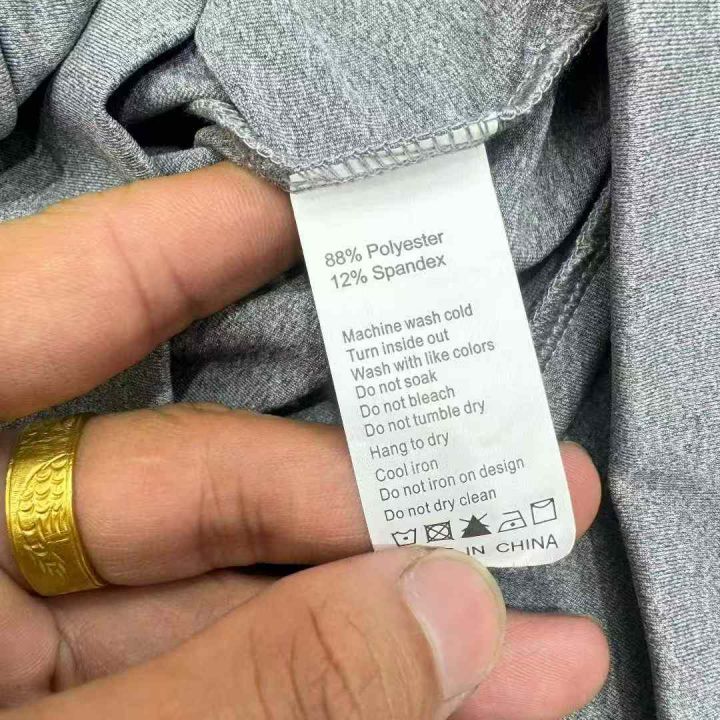 88% Polyester
12% Spandex
Machine wash cold
Turn inside out
Wash with like colors
Do not soak
Do not bleach
Do not tumble dry
Hang to dry
Cool iron
Do not iron on design
Do not dry clean
IN CHINA